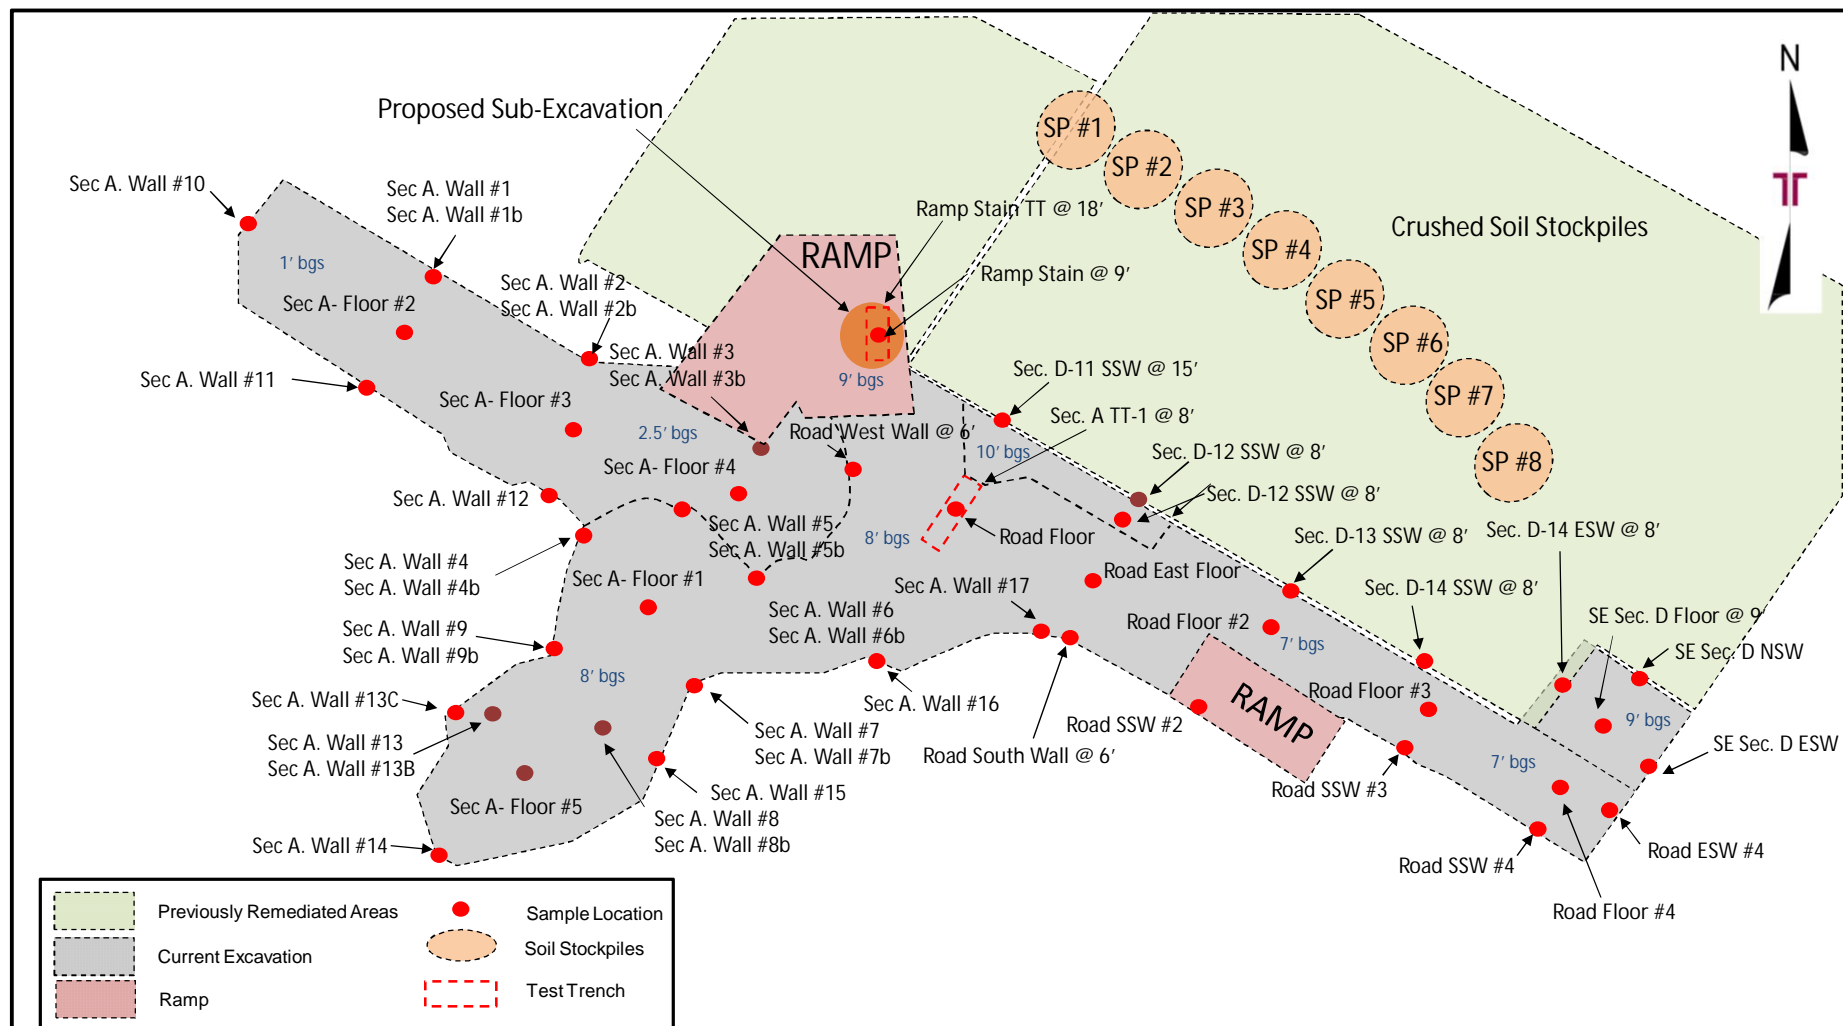 N
Proposed Sub-Excavation
SP #1
SP #2
SP #3
SP #4
SP #5
SP #6
SP #7
SP #8
Crushed Soil Stockpiles
Sec A. Wall #10
Sec A. Wall #1
Sec A. Wall #1b
Ramp Stain TT @ 18'
RAMP
Ramp Stain @ 9'
1' bgs
Sec A- Floor #2
Sec A. Wall #2
Sec A. Wall #2b
Sec A. Wall #3
Sec A. Wall #3b
9' bgs
Sec A. Wall #11
Sec A- Floor #3
Sec. D-11 SSW @ 15'
Sec. A TT-1 @ 8'
2.5' bgs
Road West Wall @ 6'
10' bgs
Sec. D-12 SSW @ 8'
Sec A- Floor #4
Sec A. Wall #12
Sec. D-12 SSW @ 8'
Sec A. Wall #5
Sec A. Wall #5b
8' bgs
Road Floor
Sec. D-13 SSW @ 8'
Sec. D-14 ESW @ 8'
Sec A. Wall #4
Sec A. Wall #4b
Sec A- Floor #1
Sec A. Wall #17
Road East Floor
Sec. D-14 SSW @ 8'
Sec A. Wall #6
Sec A. Wall #6b
Road Floor #2
7' bgs
SE Sec. D Floor @ 9
SE Sec. D NSW
Sec A. Wall #9
Sec A. Wall #9b
8' bgs
Road Floor #3
Sec A. Wall #13C
Sec A. Wall #16
Road SSW #2
RAMP
9' bgs
Sec A. Wall #13
Sec A. Wall #13B
Sec A. Wall #7
Sec A. Wall #7b
Road South Wall @ 6'
SE Sec. D ESW
7' bgs
Road SSW #3
Sec A- Floor #5
Sec A. Wall #15
Sec A. Wall #8
Sec A. Wall #8b
Sec A. Wall #14
Road SSW #4
Road ESW #4
Road Floor #4
Previously Remediated Areas
Sample Location
Current Excavation
Soil Stockpiles
Ramp
Test Trench